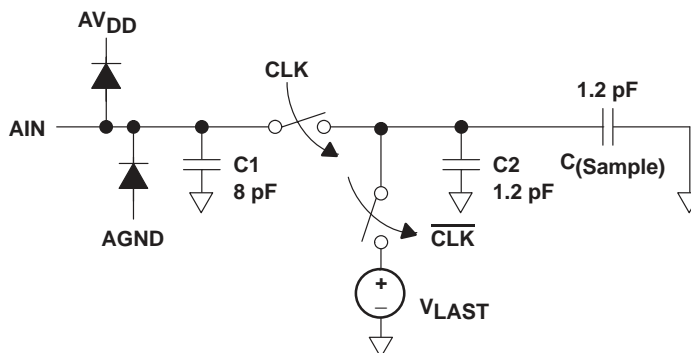 AVDD
CLK
1.2 pF
AIN
C1
8 pF
C2
1.2 pF
C(Sample)
AGND
CLK
+
–
VLAST